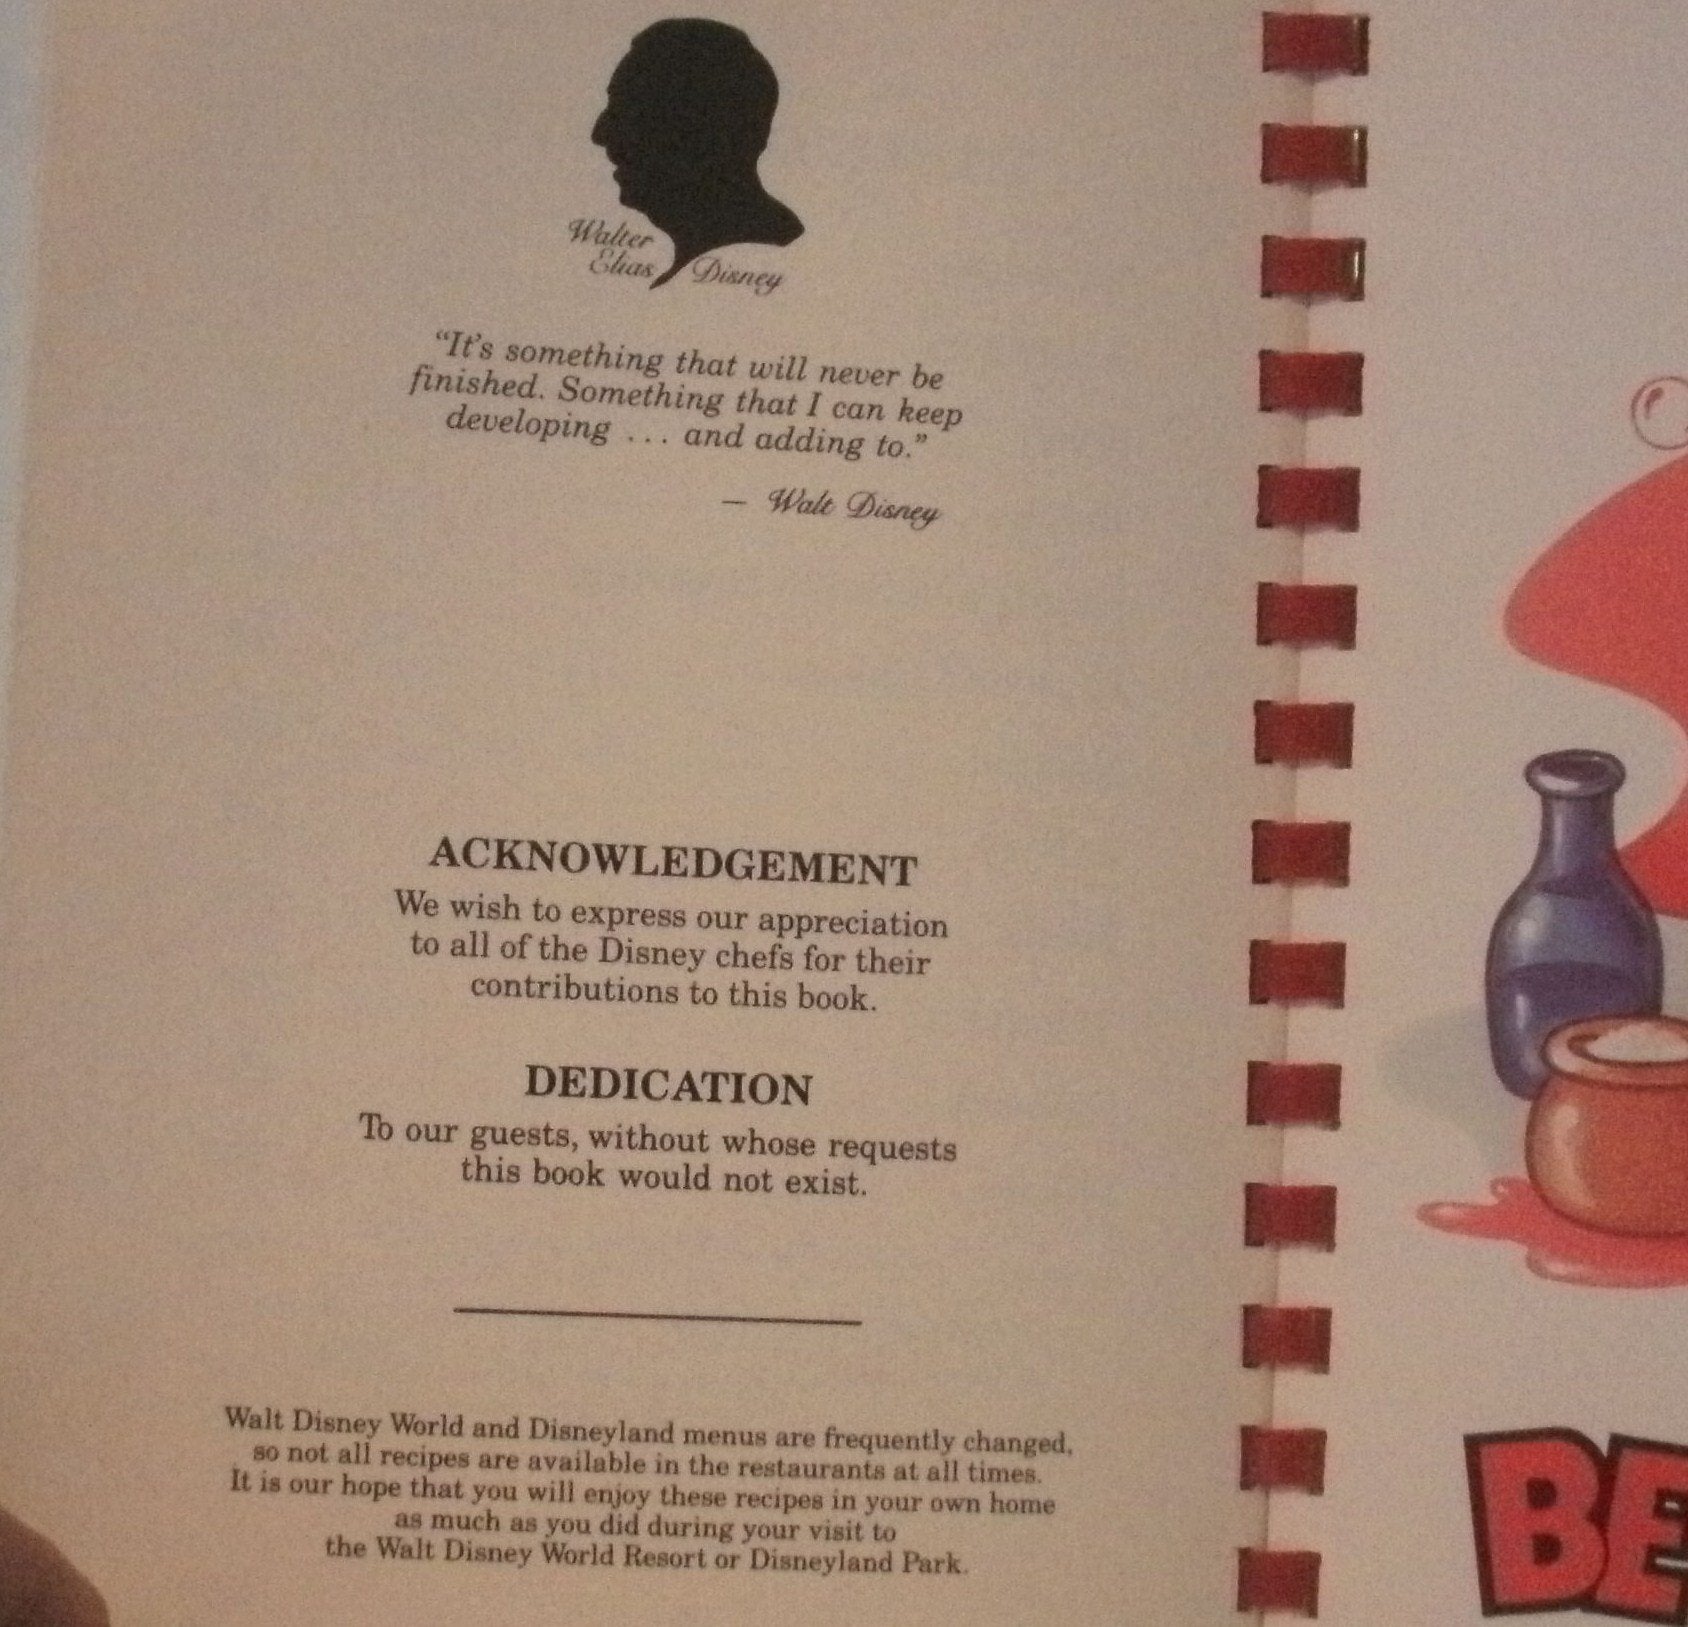 Walter
Elias Disney
“It's something that will never be
finished. Something that I can keep
developing ... and adding to.”
— Walt Disney
ACKNOWLEDGEMENT
We wish to express our appreciation
to all of the Disney chefs for their
contributions to this book.
DEDICATION
To our guests, without whose requests
this book would not exist.
Walt Disney World and Disneyland menus are frequently changed,
so not all recipes are available in the restaurants at all times.
It is our hope that you will enjoy these recipes in your own home
as much as you did during your visit to
the Walt Disney World Resort or Disneyland Park.
BE